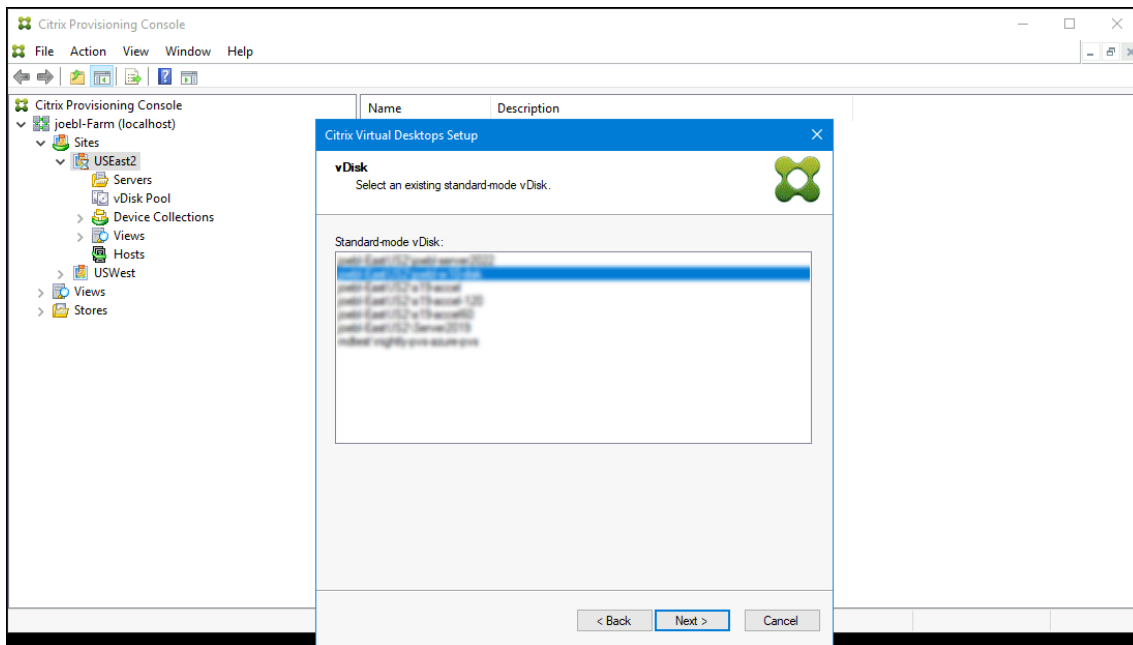 Citrix Provisioning Console
File Action View Window Help
Citrix Provisioning Console
joebl-Farm (localhost)
Sites
USEast2
Servers
vDisk Pool
Device Collections
Views
Hosts
USWest
Views
Stores
Name Description
Citrix Virtual Desktops Setup
vDisk
Select an existing standard-mode vDisk.
Standard-mode vDisk:
< Back Next > Cancel